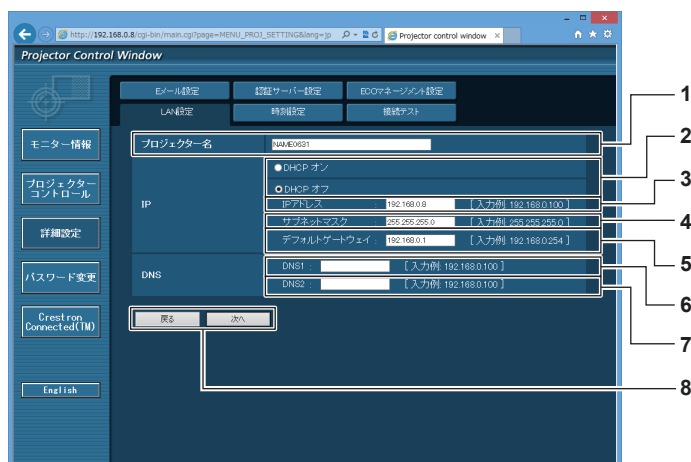 http://192.168.0.8/cgi-bin/main.cgi?page=MENU_PROJ_SETTING&lang=jp
Projector control window
Projector Control Window
Eメール設定
認証サーバー設定
ECOマネージメント設定
LAN設定
時刻設定
接続テスト
モニター情報
プロジェクター
コントロール
詳細設定
パスワード変更
Crestron
Connected(TM)
English
プロジェクター名 NAME0631
IP
DHCP オン
DHCP オフ
IPアドレス : 192.168.0.8 [ 入力例: 192.168.0.100 ]
サブネットマスク : 255.255.255.0 [ 入力例: 255.255.255.0 ]
デフォルトゲートウェイ : 192.168.0.1 [ 入力例: 192.168.0.254 ]
DNS
DNS1 : [ 入力例: 192.168.0.100 ]
DNS2 : [ 入力例: 192.168.0.100 ]
戻る 次へ
1
2
3
4
5
6
7
8